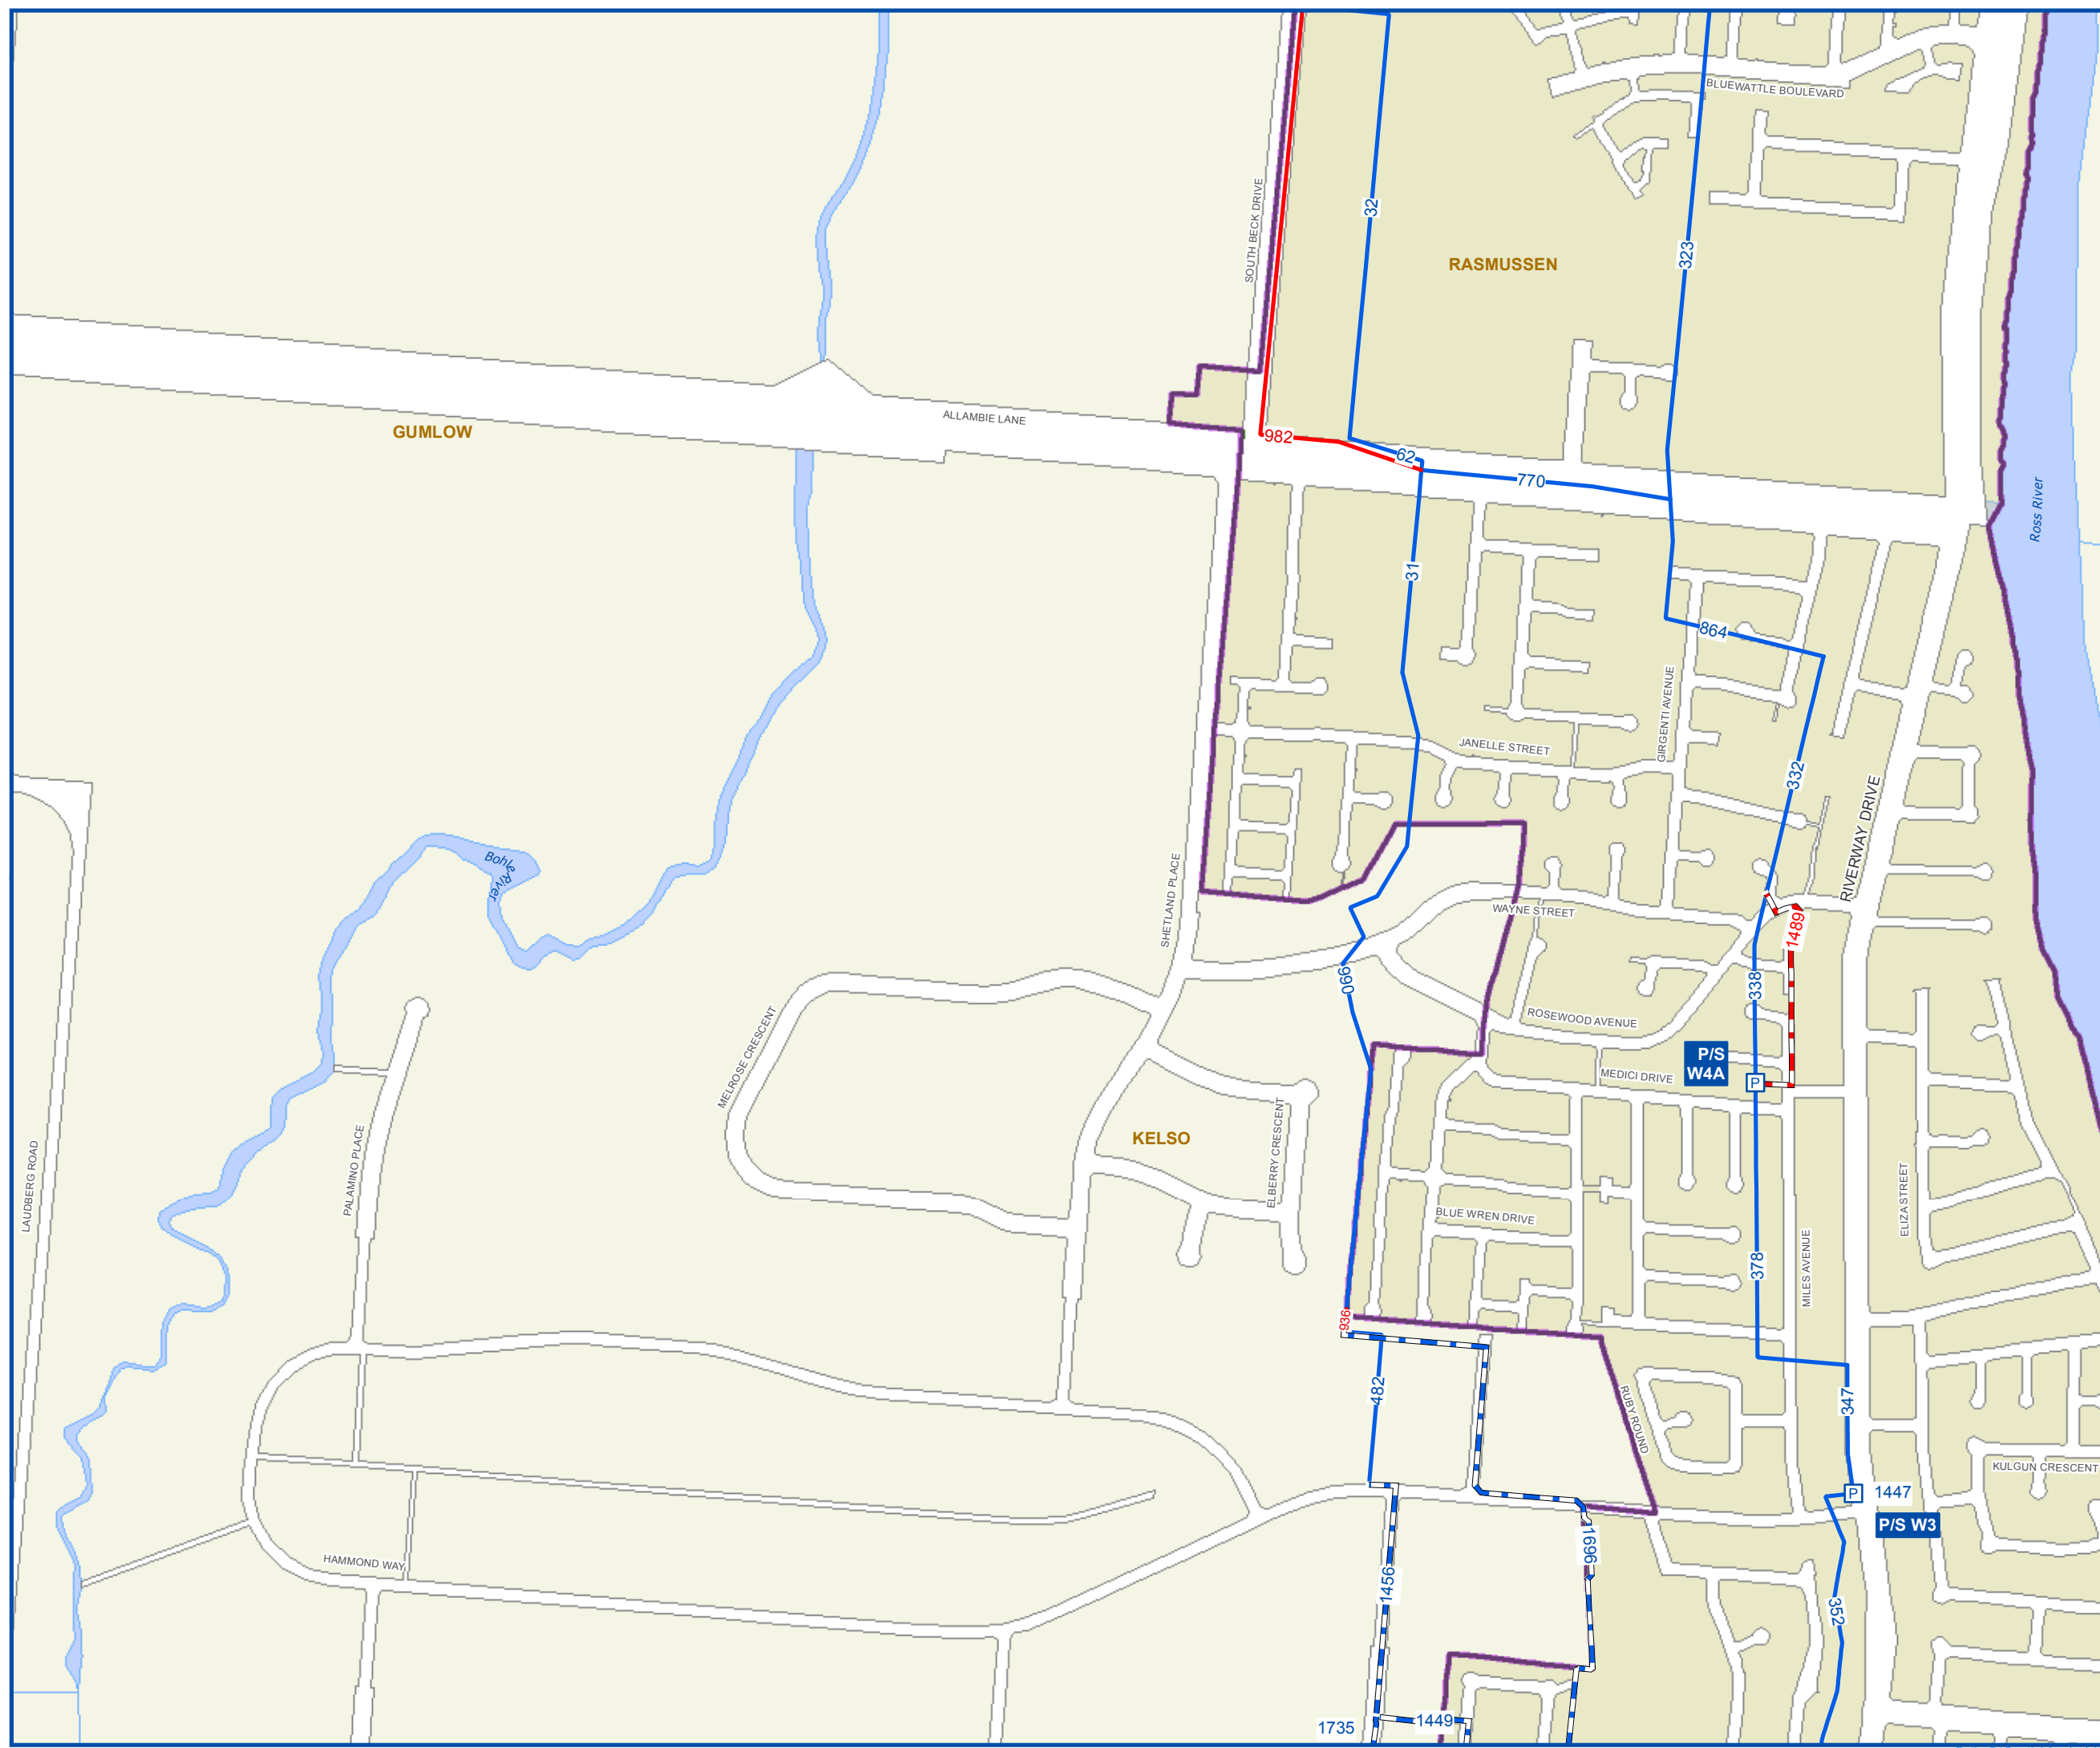 BLUEWATTLE BOULEVARD
SOUTH BECK DRIVE
32
323
RASMUSSEN
ALLAMBIE LANE
GUMLOW
982
62
770
Ross River
31
864
GIRGENTI AVENUE
JANELLE STREET
332
RIVERWAY DRIVE
Bohle
River
SHETLAND PLACE
WAYNE STREET
1489
990
338
ROSEWOOD AVENUE
MELROSE CRESCENT
P/S
W4A
MEDICI DRIVE
P
KELSO
ELBERRY CRESCENT
PALAMINO PLACE
LAUDBERG ROAD
BLUE WREN DRIVE
ELIZA STREET
MILES AVENUE
378
936
482
347
RUBY ROUND
KULGUN CRESCENT
P
1447
P/S W3
HAMMOND WAY
1696
1456
352
1735
1449